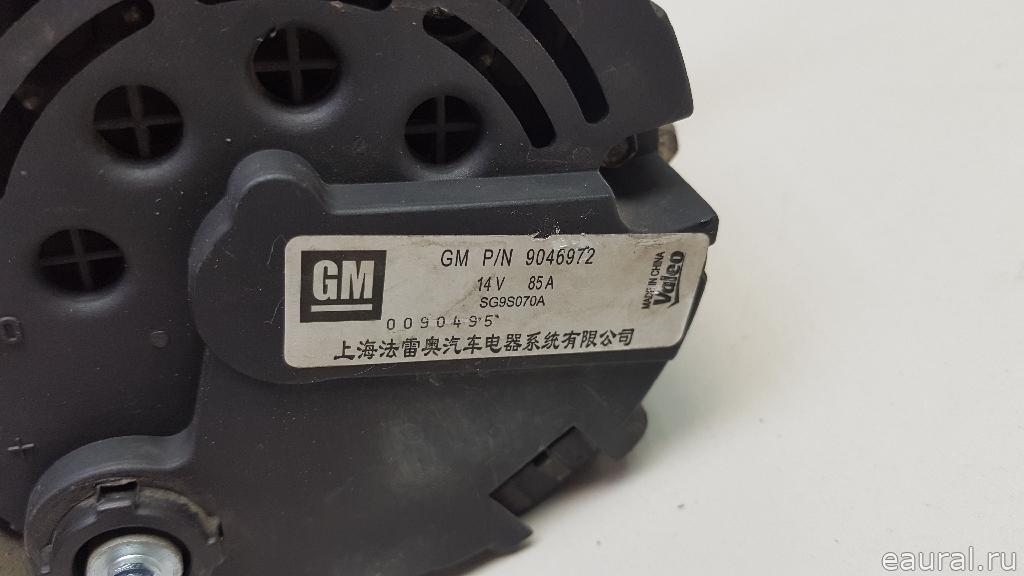 GM
GM P/N 9046972
14V 85A
SG9S070A
0090495
上海法雷奥汽车电器系统有限公司
MADE IN CHINA
Valeo
+
eaural.ru